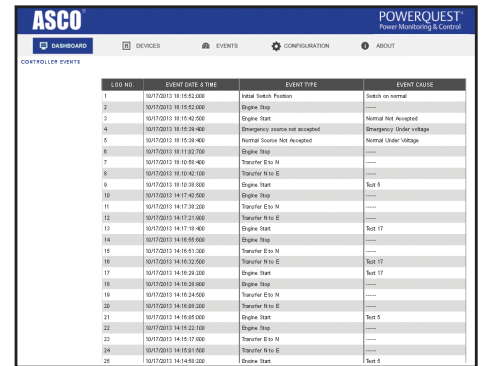 ASCO®
POWERQUEST
Power Monitoring & Control
DASHBOARD DEVICES EVENTS CONFIGURATION ABOUT
CONTROLLER EVENTS
LOG NO. EVENT DATE & TIME EVENT TYPE EVENT CAUSE
1 10/17/2013 18:15:52:000 Initial Switch Position Switch on normal
2 10/17/2013 18:15:52:000 Engine Stop -----
3 10/17/2013 18:15:42:500 Engine Start Normal Not Accepted
4 10/17/2013 18:15:39:400 Emergency source not accepted Emergency Under voltage
5 10/17/2013 18:15:39:400 Normal Source Not Accepted Normal Under Voltage
6 10/17/2013 18:11:02:700 Engine Stop -----
7 10/17/2013 18:10:58:400 Transfer E to N -----
8 10/17/2013 18:10:42:100 Transfer N to E -----
9 10/17/2013 18:10:38:800 Engine Start Test 5
10 10/17/2013 14:17:42:500 Engine Stop -----
11 10/17/2013 14:17:38:200 Transfer E to N -----
12 10/17/2013 14:17:21:900 Transfer N to E -----
13 10/17/2013 14:17:18:400 Engine Start Test 17
14 10/17/2013 14:16:55:600 Engine Stop -----
15 10/17/2013 14:16:51:300 Transfer E to N -----
16 10/17/2013 14:16:32:500 Transfer N to E Test 17
17 10/17/2013 14:16:29:200 Engine Start Test 17
18 10/17/2013 14:16:28:900 Engine Stop -----
19 10/17/2013 14:16:24:500 Transfer E to N -----
20 10/17/2013 14:16:08:200 Transfer N to E -----
21 10/17/2013 14:16:05:000 Engine Start Test 5
22 10/17/2013 14:15:22:100 Engine Stop -----
23 10/17/2013 14:15:17:800 Transfer E to N -----
24 10/17/2013 14:15:01:500 Transfer N to E -----
25 10/17/2013 14:14:58:200 Engine Start Test 5